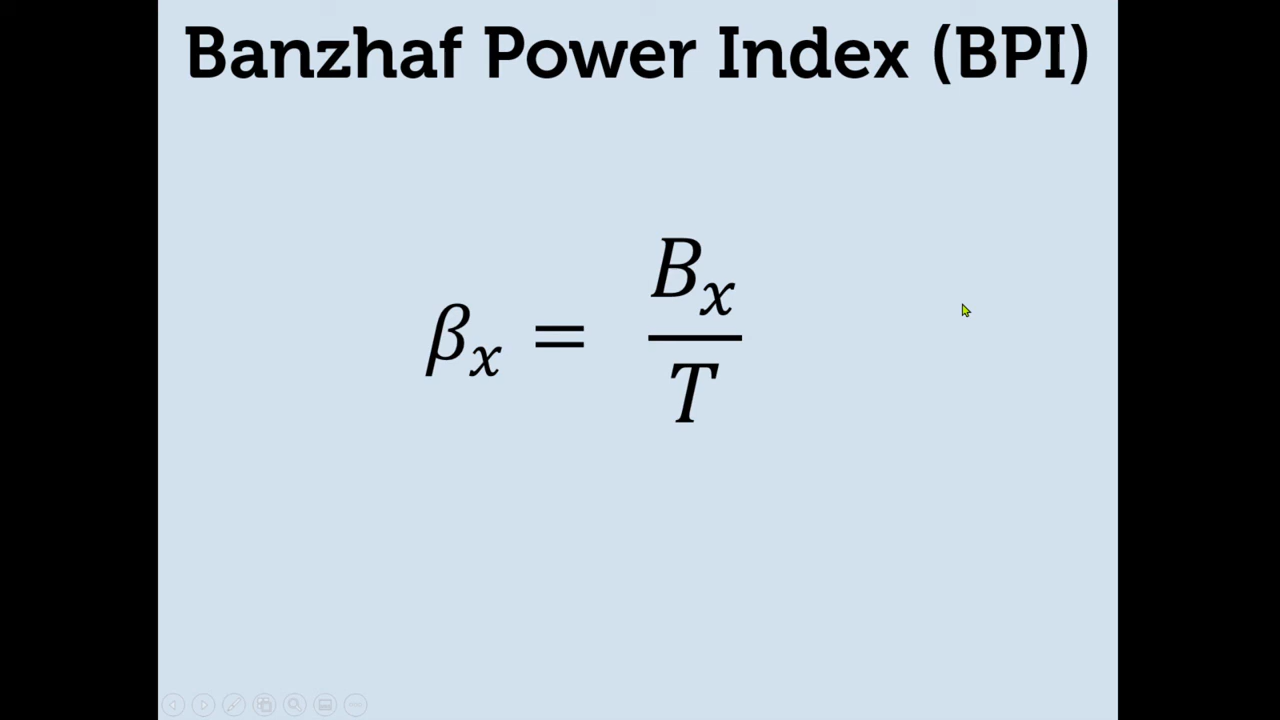 Banzhaf Power Index (BPI)
βₓ = Bₓ / T